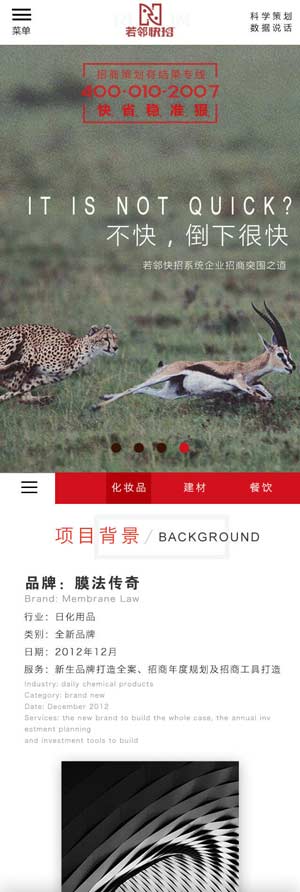 菜单
若邻快招
科学策划
数据说话
招商策划有结果专线
400-010-2007
快 省 稳 准 狠
IT IS NOT QUICK?
不快，倒下很快
若邻快招系统企业招商突围之道
化妆品 建材 餐饮
项目背景 / BACKGROUND
品牌：膜法传奇
Brand: Membrane Law
行业：日化用品
类别：全新品牌
日期：2012年12月
服务：新生品牌打造全案、招商年度规划及招商工具打造
Industry: daily chemical products
Category: brand new
Date: December 2012
Services: the new brand to build the whole case, the annual inv
estment planning
and investment tools to build